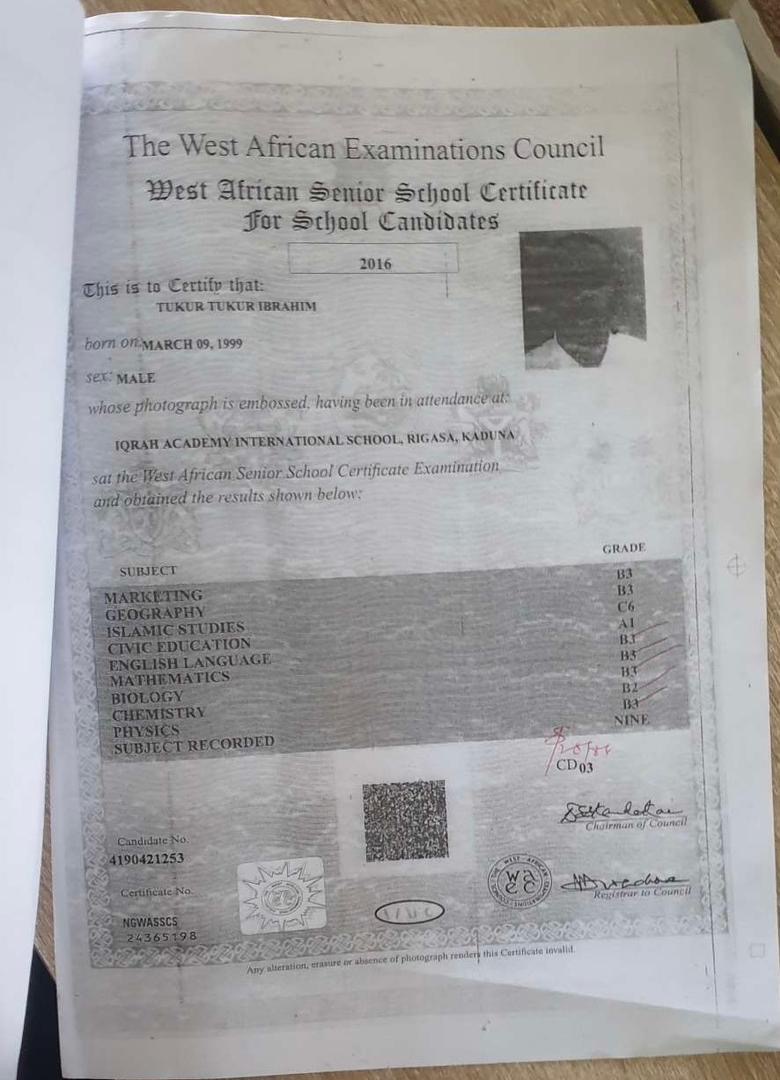 The West African Examinations Council
West African Senior School Certificate
For School Candidates
2016
This is to Certify that:
TUKUR TUKUR IBRAHIM
born on: MARCH 09, 1999
sex: MALE
whose photograph is embossed, having been in attendance at:
IQRAH ACADEMY INTERNATIONAL SCHOOL, RIGASA, KADUNA
sat the West African Senior School Certificate Examination
and obtained the results shown below:
SUBJECT GRADE
MARKETING B3
GEOGRAPHY B3
ISLAMIC STUDIES C6
CIVIC EDUCATION A1
ENGLISH LANGUAGE B3
MATHEMATICS B3
BIOLOGY B3
CHEMISTRY B2
PHYSICS B3
SUBJECT RECORDED NINE
CD03
Chairman of Council
Candidate No.
4190421253
Registrar to Council
Certificate No.
NGWASSCS
24365198
Any alteration, erasure or absence of photograph renders this Certificate invalid.